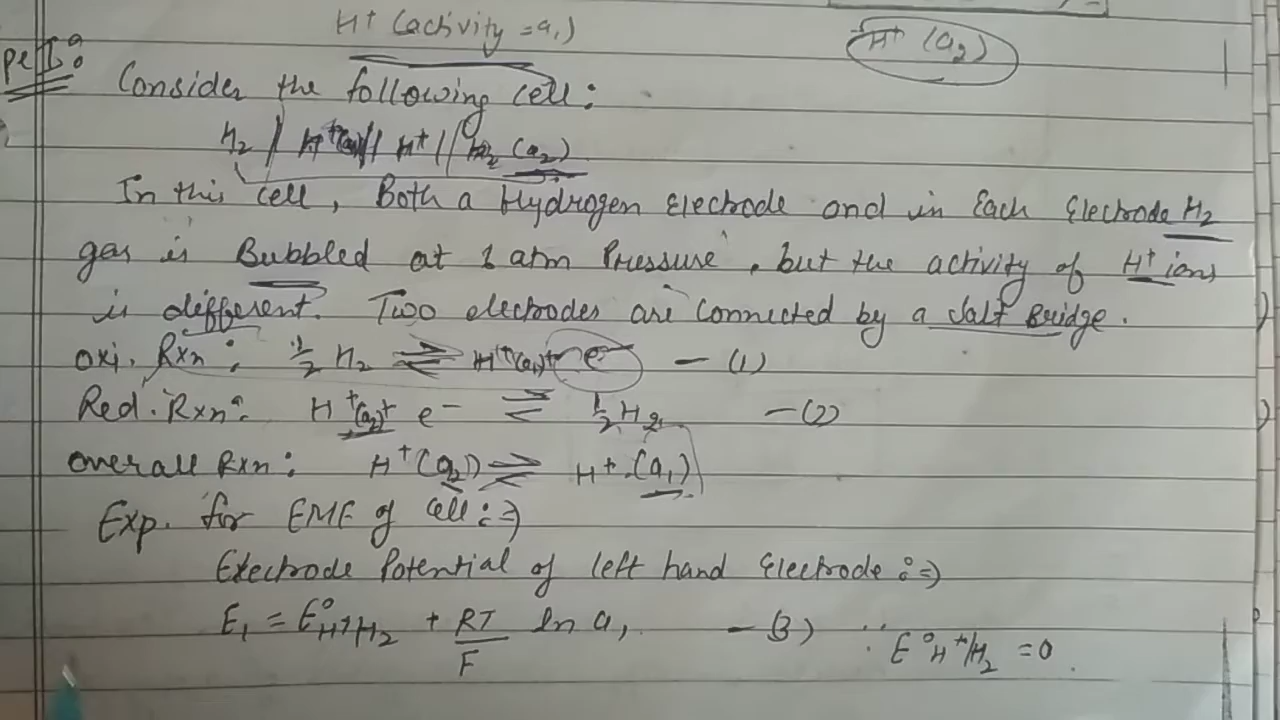 H+ (activity = a1)
H+ (a2)
Consider the following cell:
H2 / H+ // H+ // H2 (a2)
In this cell, Both a Hydrogen Electrode and in Each Electrode H2
gas is Bubbled at 1 atm Pressure, but the activity of H+ ions
is different. Two electrodes are Connected by a Salt Bridge.
Oxi. Rxn: 1/2 H2 ⇌ H+(a1) + e- — (1)
Red. Rxn: H+(a2) + e- ⇌ 1/2 H2 — (2)
Overall Rxn: H+(a2) ⇌ H+.(a1)
Exp. for EMF of Cell :⇒
Electrode Potential of left hand Electrode :⇒
E1 = E°H+/H2 + RT/F ln a1 — (3) ∵ E°H+/H2 = 0